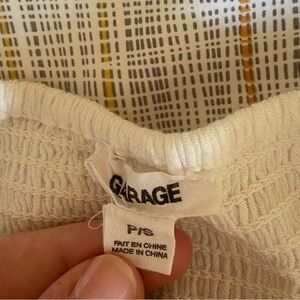 GARAGE
P/S
FAIT EN CHINE
MADE IN CHINA